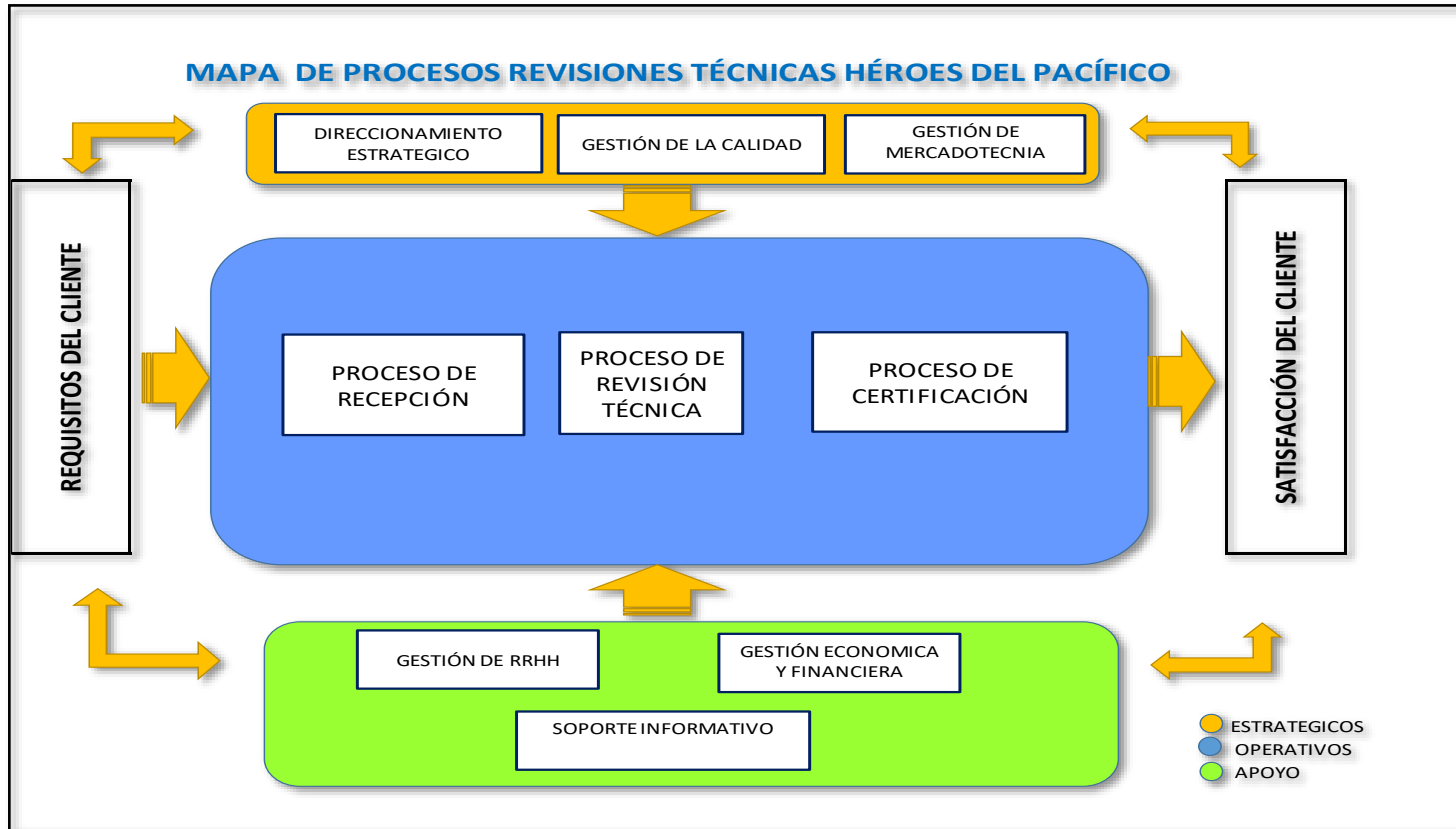 MAPA DE PROCESOS REVISIONES TÉCNICAS HÉROES DEL PACÍFICO
DIRECCIONAMIENTO
ESTRATEGICO
GESTIÓN DE LA CALIDAD
GESTIÓN DE
MERCADOTECNIA
REQUISITOS DEL CLIENTE
PROCESO DE
RECEPCIÓN
PROCESO DE
REVISIÓN
TÉCNICA
PROCESO DE
CERTIFICACIÓN
SATISFACCIÓN DEL CLIENTE
GESTIÓN DE RRHH
GESTIÓN ECONOMICA
Y FINANCIERA
SOPORTE INFORMATIVO
ESTRATEGICOS
OPERATIVOS
APOYO